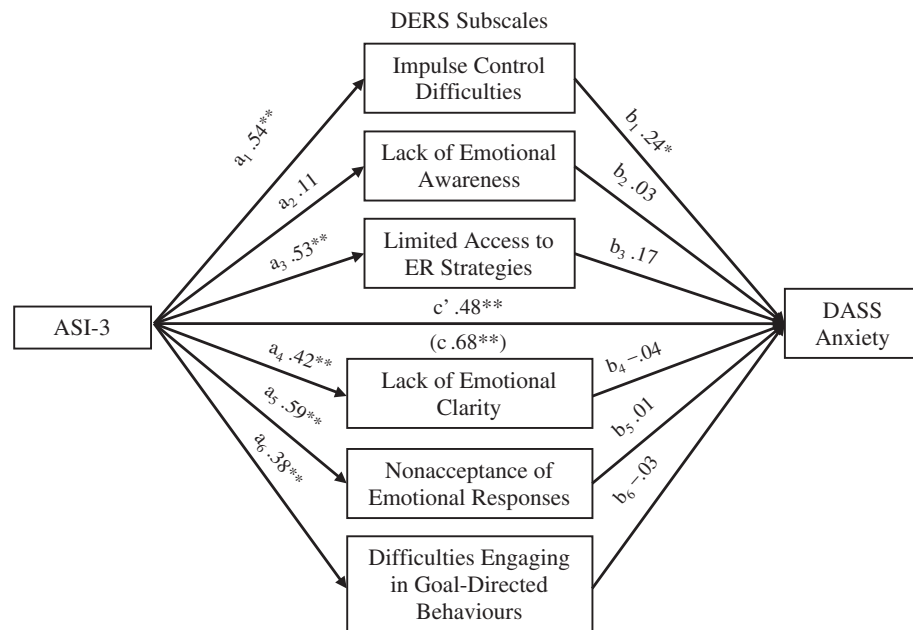 DERS Subscales
Impulse Control
Difficulties
a₁ .54**
b₁ .24*
Lack of Emotional
Awareness
a₂ .11
b₂ .03
Limited Access to
ER Strategies
a₃ .53**
b₃ .17
ASI-3
c’ .48**
(c .68**)
DASS
Anxiety
a₄ .42**
Lack of Emotional
Clarity
b₄ –.04
a₅ .59**
Nonacceptance of
Emotional Responses
b₅ .01
a₆ .38**
Difficulties Engaging
in Goal-Directed
Behaviours
b₆ –.03